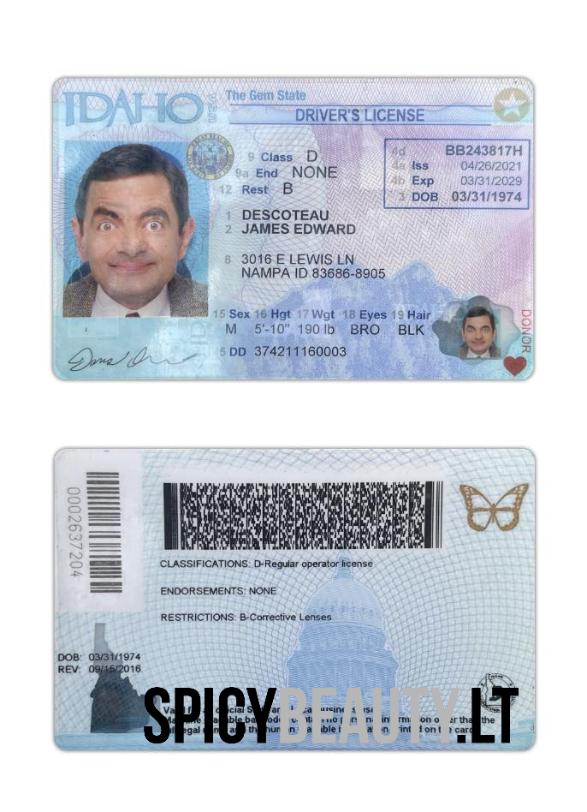 IDAHO
The Gem State
DRIVER'S LICENSE
9 Class D
9a End NONE
12 Rest B
4d BB243817H
4a Iss 04/26/2021
4b Exp 03/31/2029
3 DOB 03/31/1974
1 DESCOTEAU
2 JAMES EDWARD
8 3016 E LEWIS LN
NAMPA ID 83686-8905
15 Sex 16 Hgt 17 Wgt 18 Eyes 19 Hair
M 5'-10" 190 lb BRO BLK
5 DD 374211160003
DONOR
0002637204
CLASSIFICATIONS: D-Regular operator license
ENDORSEMENTS: NONE
RESTRICTIONS: B-Corrective Lenses
DOB: 03/31/1974
REV: 09/15/2016
SPICYBEAUTY.LT